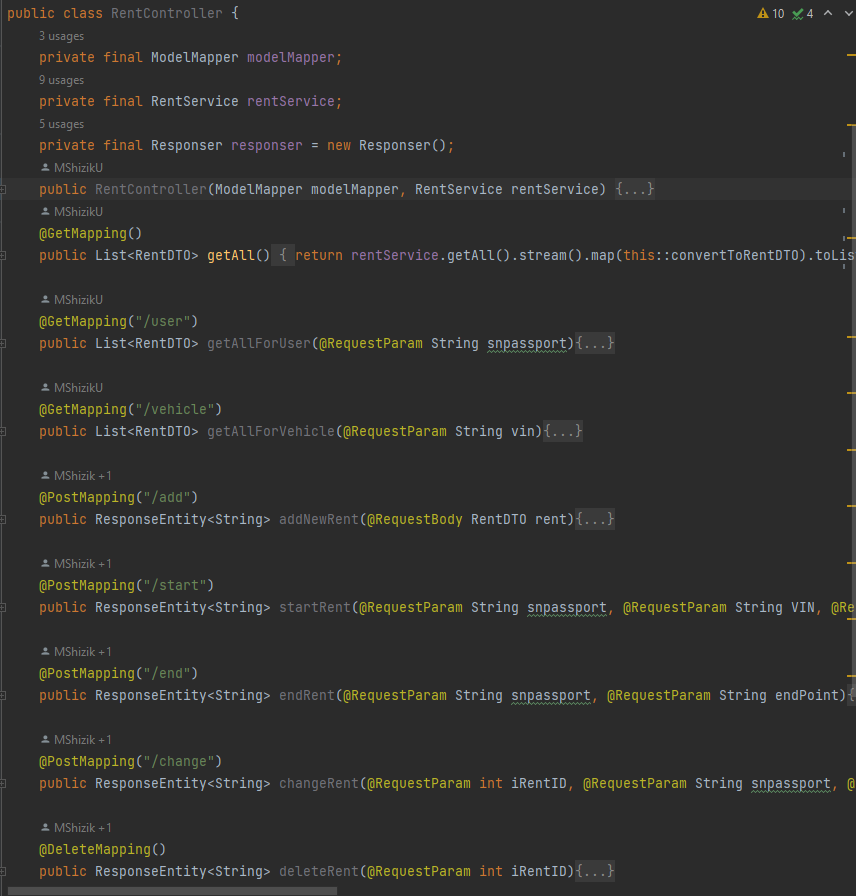 public class RentController {
10 4
3 usages
private final ModelMapper modelMapper;
9 usages
private final RentService rentService;
5 usages
private final Responser responser = new Responser();
MShizikU
public RentController(ModelMapper modelMapper, RentService rentService) {...}
MShizikU
@GetMapping()
public List<RentDTO> getAll() { return rentService.getAll().stream().map(this::convertToRentDTO).toLis
MShizikU
@GetMapping("/user")
public List<RentDTO> getAllForUser(@RequestParam String snpassport){...}
MShizikU
@GetMapping("/vehicle")
public List<RentDTO> getAllForVehicle(@RequestParam String vin){...}
MShizik +1
@PostMapping("/add")
public ResponseEntity<String> addNewRent(@RequestBody RentDTO rent){...}
MShizik +1
@PostMapping("/start")
public ResponseEntity<String> startRent(@RequestParam String snpassport, @RequestParam String VIN, @Re
MShizik +1
@PostMapping("/end")
public ResponseEntity<String> endRent(@RequestParam String snpassport, @RequestParam String endPoint){
MShizik +1
@PostMapping("/change")
public ResponseEntity<String> changeRent(@RequestParam int iRentID, @RequestParam String snpassport, @
MShizik +1
@DeleteMapping()
public ResponseEntity<String> deleteRent(@RequestParam int iRentID){...}